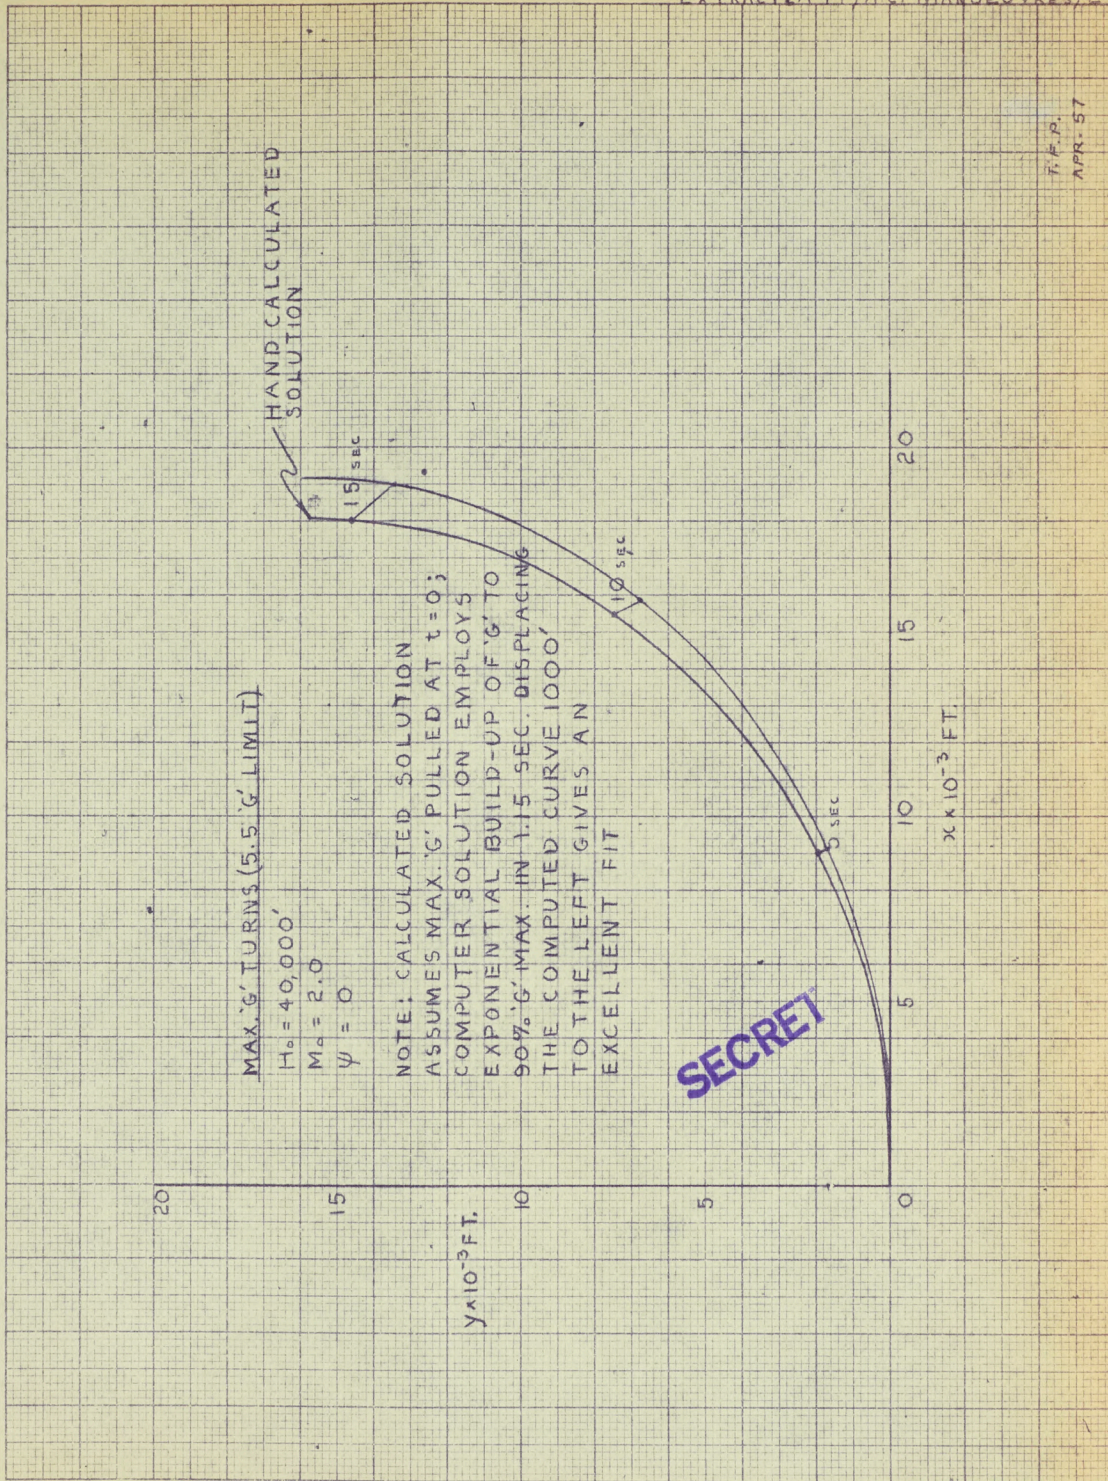 MAX. 'G' TURNS (5.5 'G' LIMIT)
H₀ = 40,000'
M₀ = 2.0
ψ = 0
NOTE: CALCULATED SOLUTION
ASSUMES MAX. 'G' PULLED AT t=0;
COMPUTER SOLUTION EMPLOYS
EXPONENTIAL BUILD-UP OF 'G' TO
90% 'G' MAX. IN 1.15 SEC. DISPLACING
THE COMPUTED CURVE 1000'
TO THE LEFT GIVES AN
EXCELLENT FIT
HAND CALCULATED
SOLUTION
15 SEC
10 SEC
5 SEC
20
15
10
5
0
y x 10⁻³ FT.
5
10
15
20
x x 10⁻³ FT.
SECRET
T.F.P.
APR. 57